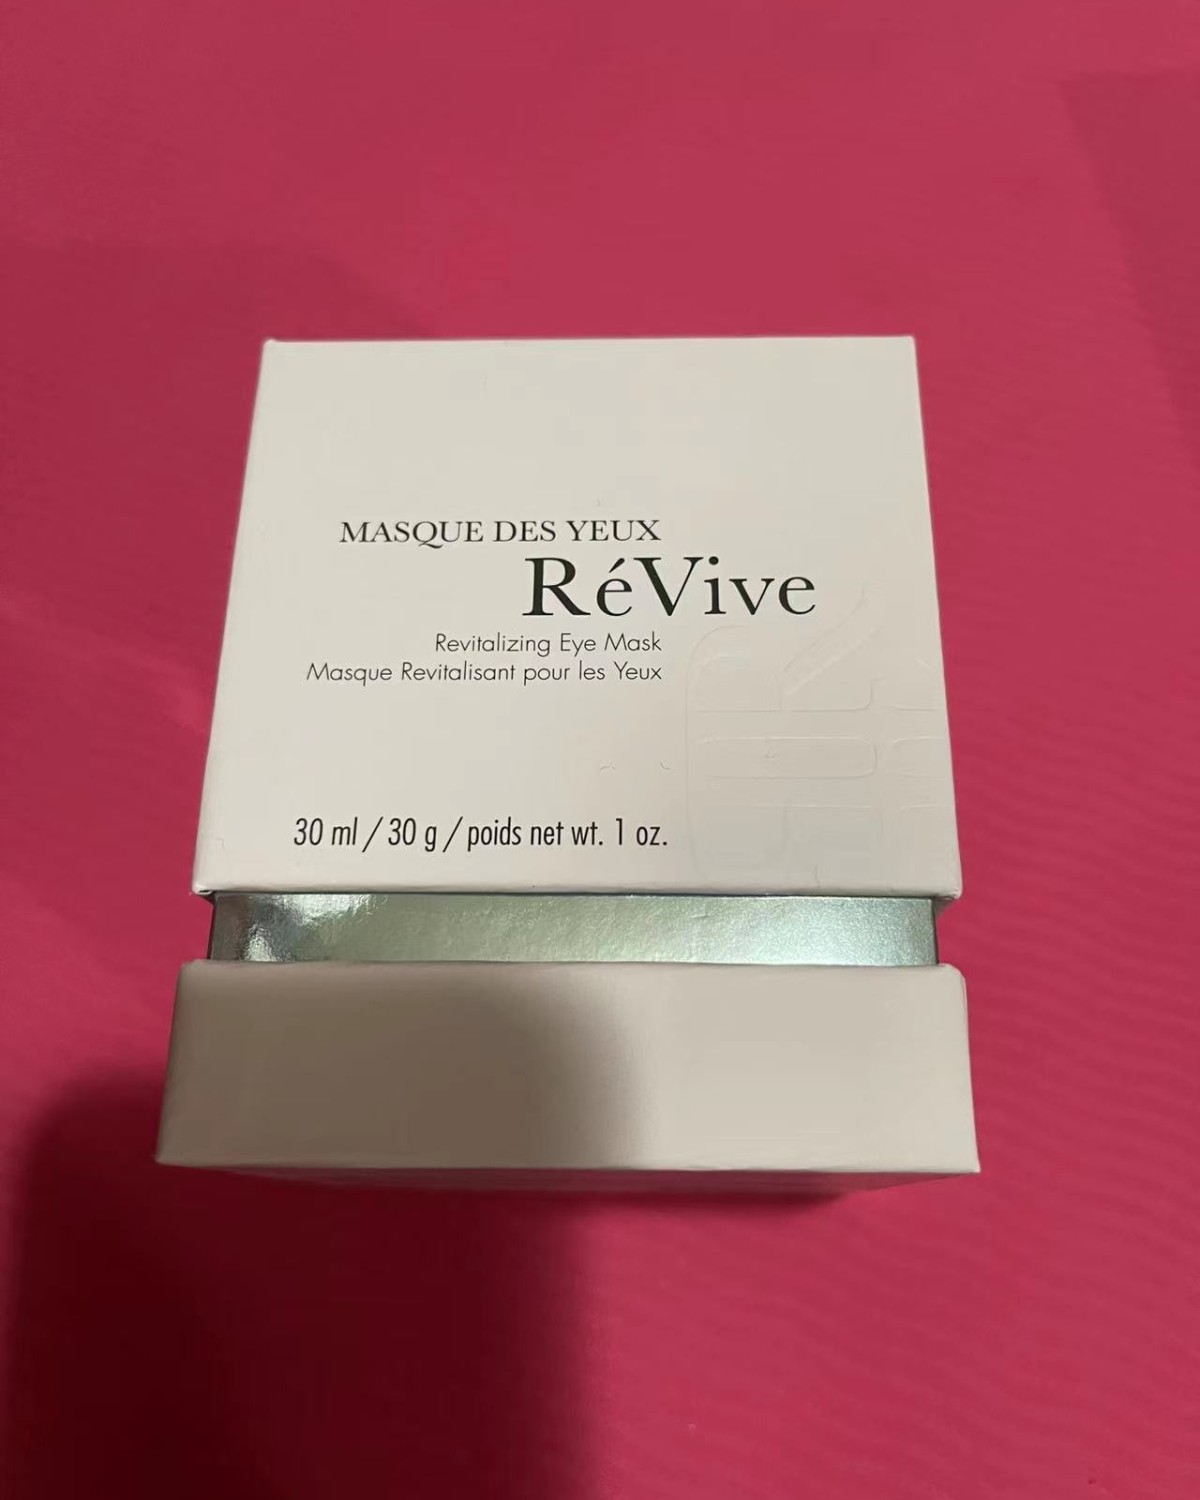 MASQUE DES YEUX
RéVive
Revitalizing Eye Mask
Masque Revitalisant pour les Yeux
30 ml / 30 g / poids net wt. 1 oz.